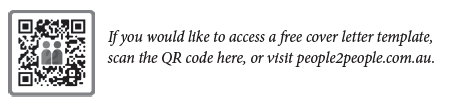 If you would like to access a free cover letter template,
scan the QR code here, or visit people2people.com.au.